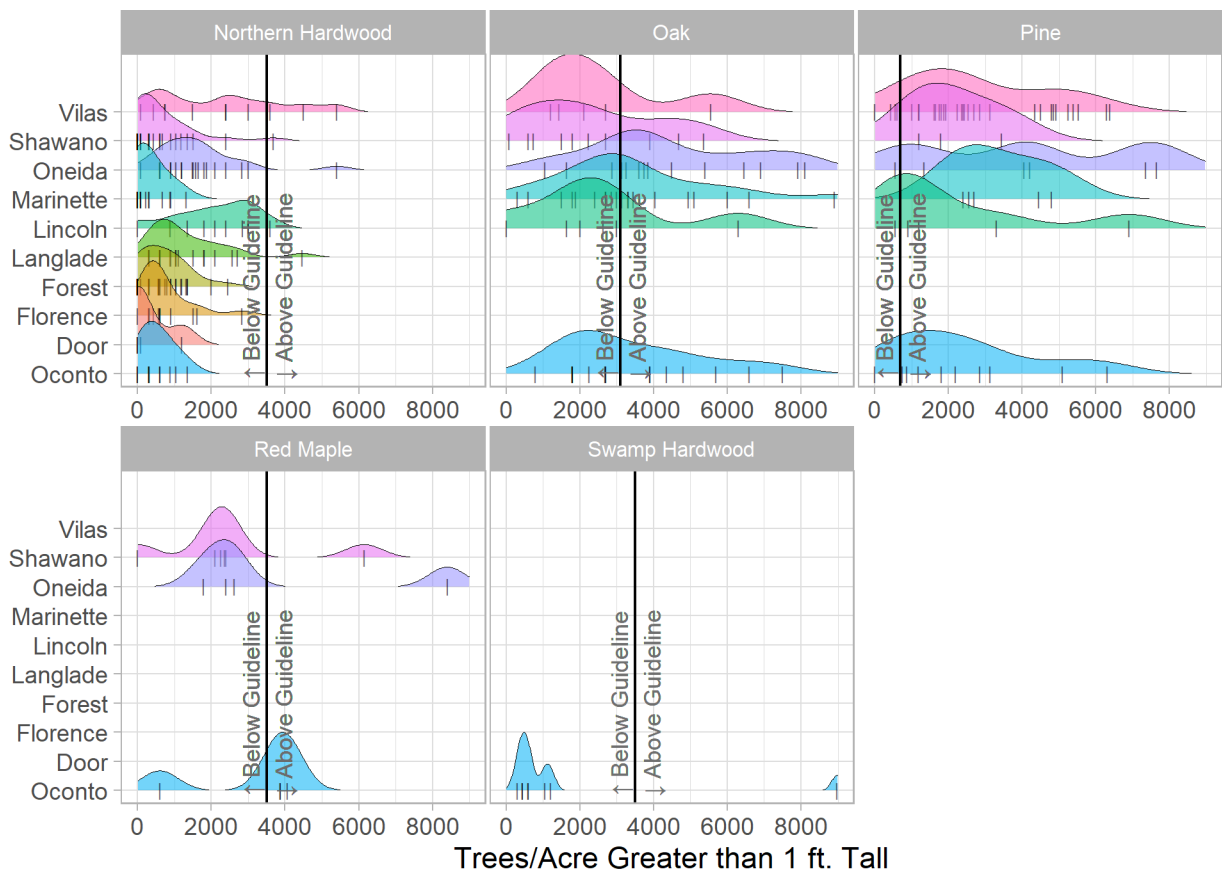 Northern Hardwood
Oak
Pine
Vilas
Shawano
Oneida
Marinette
Lincoln
Langlade
Forest
Florence
Door
Oconto
←Below Guideline
Above Guideline→
←Below Guideline
Above Guideline→
←Below Guideline
Above Guideline→
0 2000 4000 6000 8000
0 2000 4000 6000 8000
0 2000 4000 6000 8000
Red Maple
Swamp Hardwood
Vilas
Shawano
Oneida
Marinette
Lincoln
Langlade
Forest
Florence
Door
Oconto
←Below Guideline
Above Guideline→
←Below Guideline
Above Guideline→
0 2000 4000 6000 8000
0 2000 4000 6000 8000
Trees/Acre Greater than 1 ft. Tall